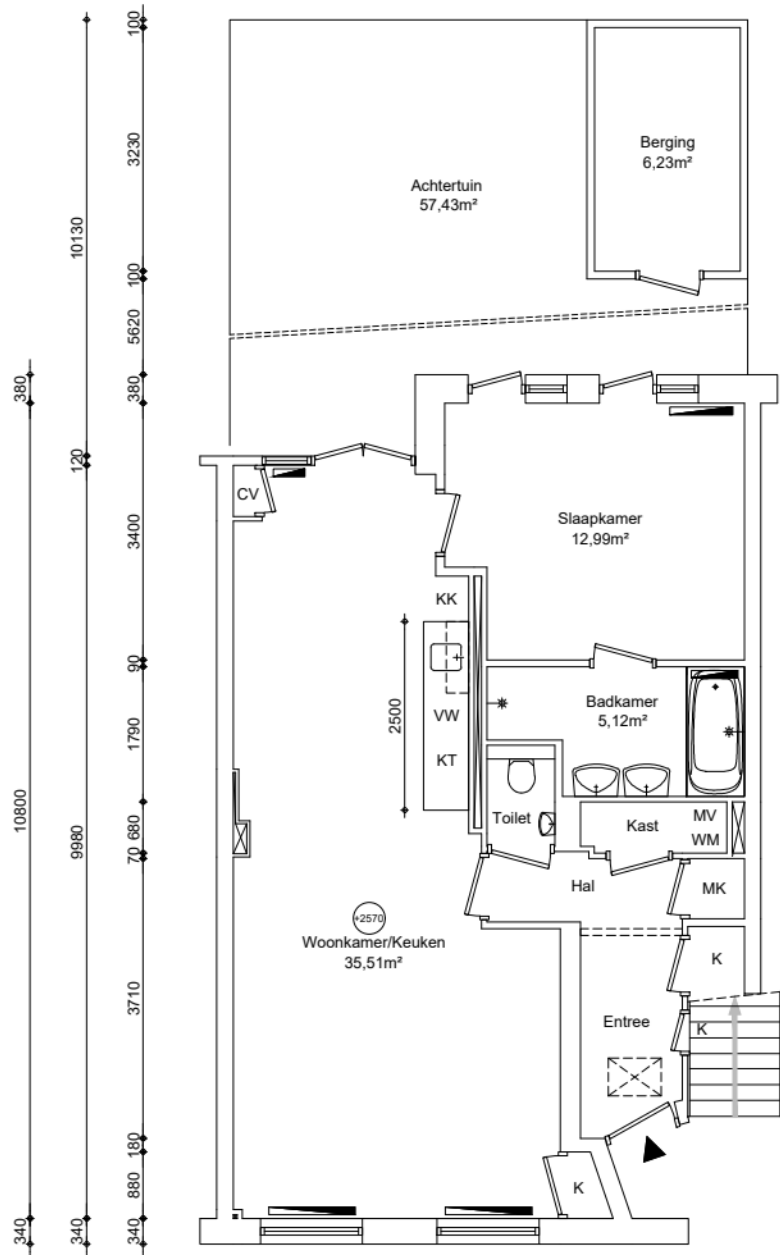 100
3230
100
5620
380
3400
90
1790
680
70
3710
180
880
340
10130
120
9980
340
380
10800
340
Berging
6,23m²
Achtertuin
57,43m²
CV
Slaapkamer
12,99m²
KK
2500
VW
KT
Badkamer
5,12m²
Toilet
Kast
MV
WM
Hal
MK
+2570
Woonkamer/Keuken
35,51m²
K
Entree
K
K